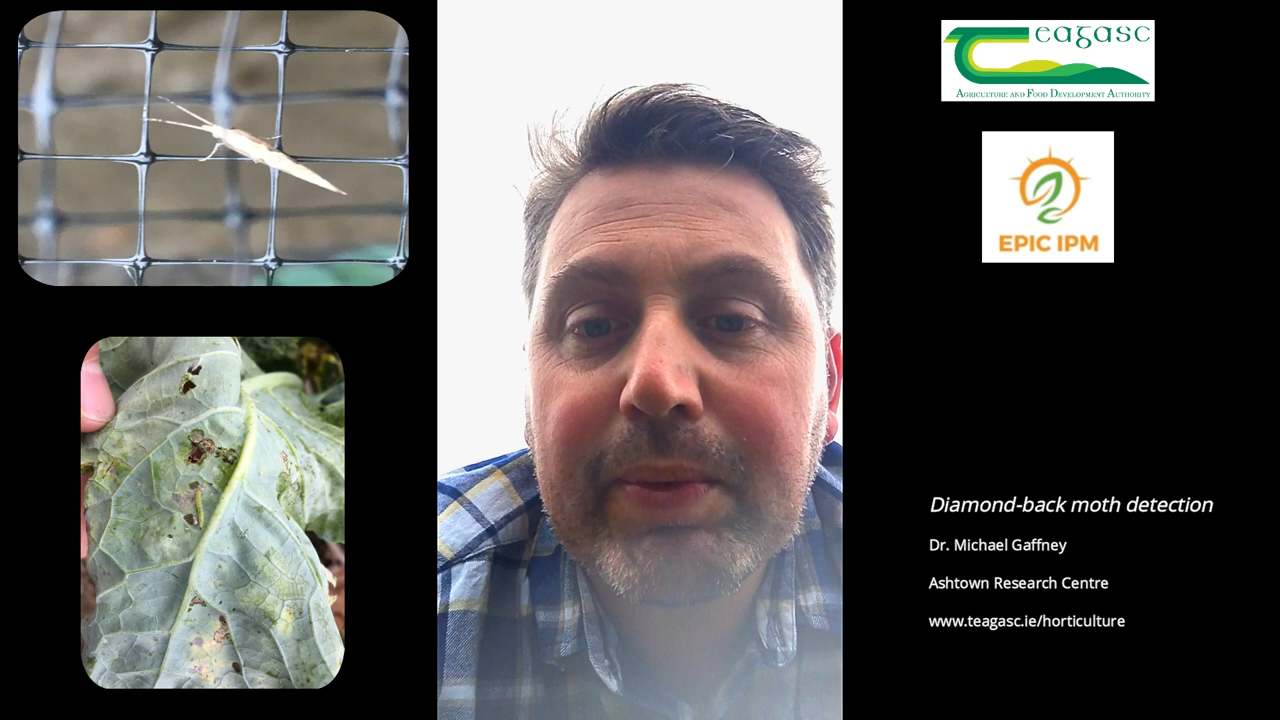 eagasc
AGRICULTURE AND FOOD DEVELOPMENT AUTHORITY
EPIC IPM
Diamond-back moth detection
Dr. Michael Gaffney
Ashtown Research Centre
www.teagasc.ie/horticulture